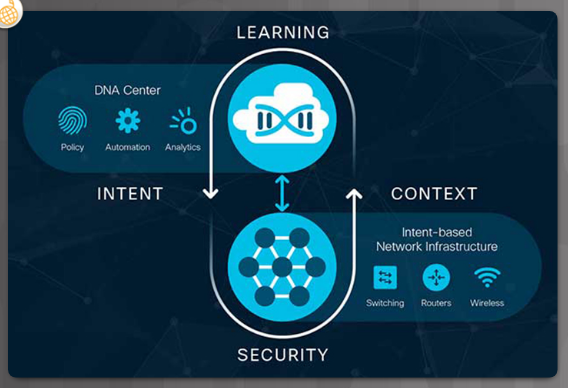 LEARNING
DNA Center
Policy Automation Analytics
INTENT
CONTEXT
Intent-based
Network Infrastructure
Switching Routers Wireless
SECURITY